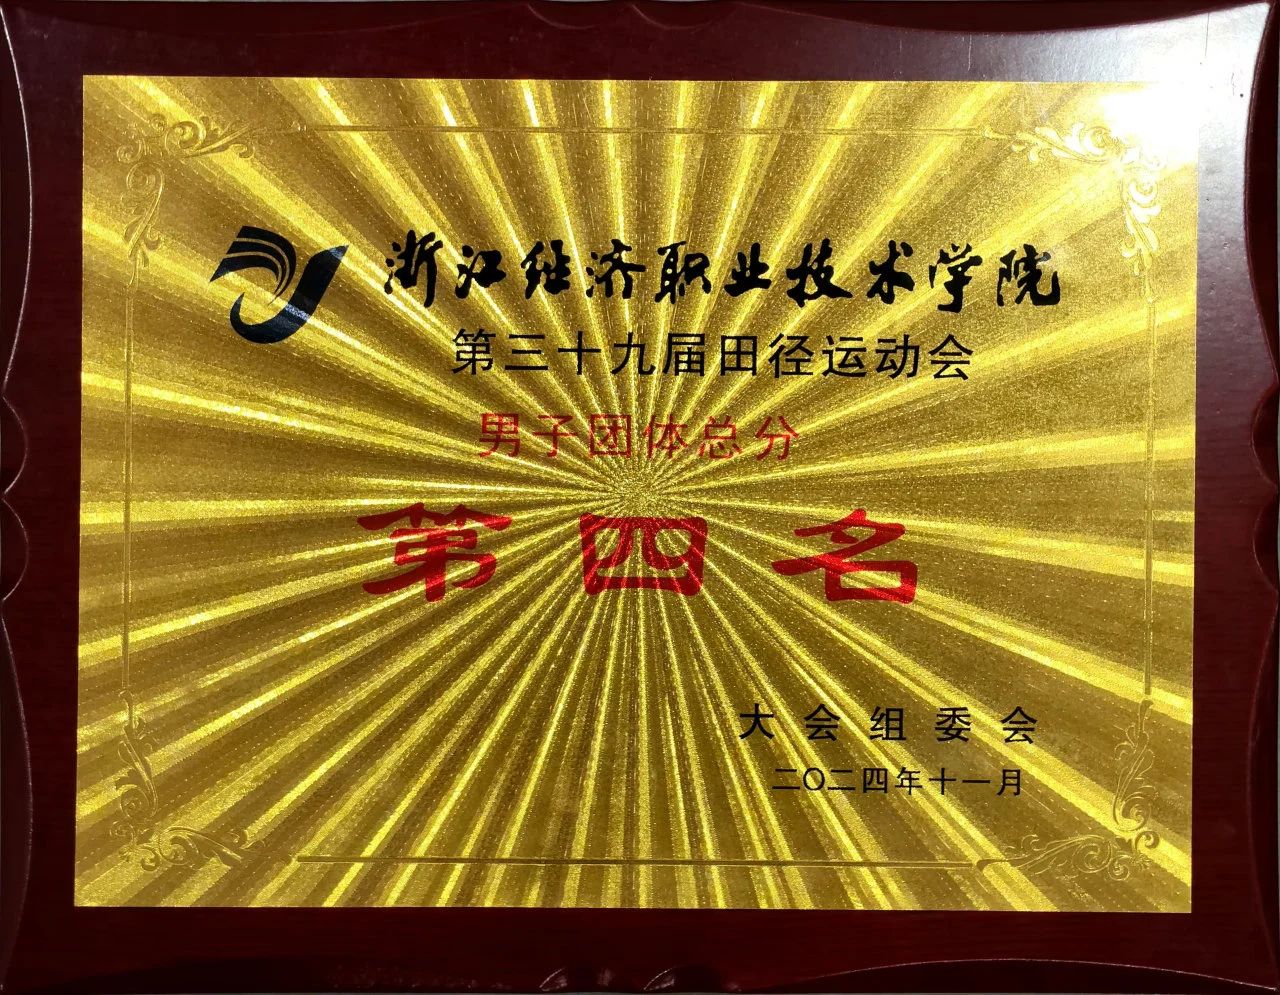 浙江经济职业技术学院
第三十九届田径运动会
男子团体总分
第四名
大会组委会
二〇二四年十一月